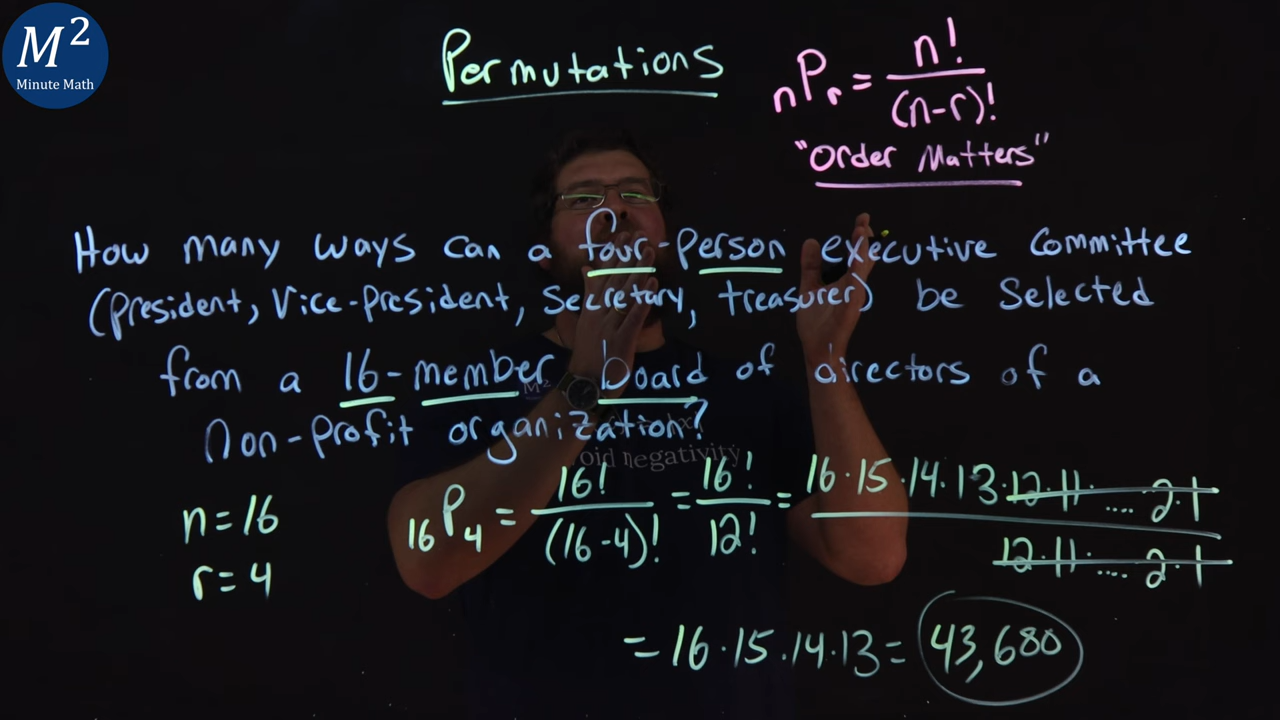 M²
Minute Math
Permutations
nPr = n! / (n-r)!
"Order Matters"
How many ways can a four-person executive committee
(president, vice-president, secretary, treasurer) be selected
from a 16-member board of directors of a
non-profit organization?
n = 16
r = 4
16P4 = 16! / (16-4)! = 16! / 12! = 16·15·14·13·12·11· .... 2·1 / 12·11· .... 2·1
= 16·15·14·13 = 43,680
M²
oid negativity